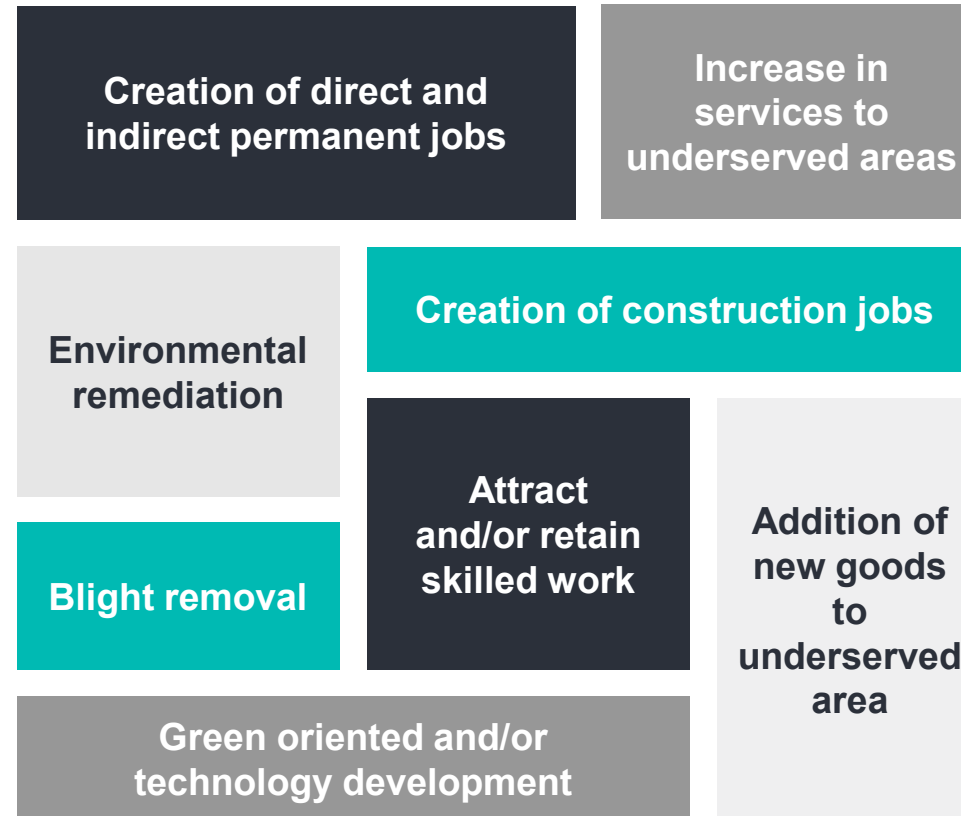 Creation of direct and
indirect permanent jobs
Increase in
services to
underserved areas
Environmental
remediation
Creation of construction jobs
Attract
and/or retain
skilled work
Addition of
new goods
to
underserved
area
Blight removal
Green oriented and/or
technology development